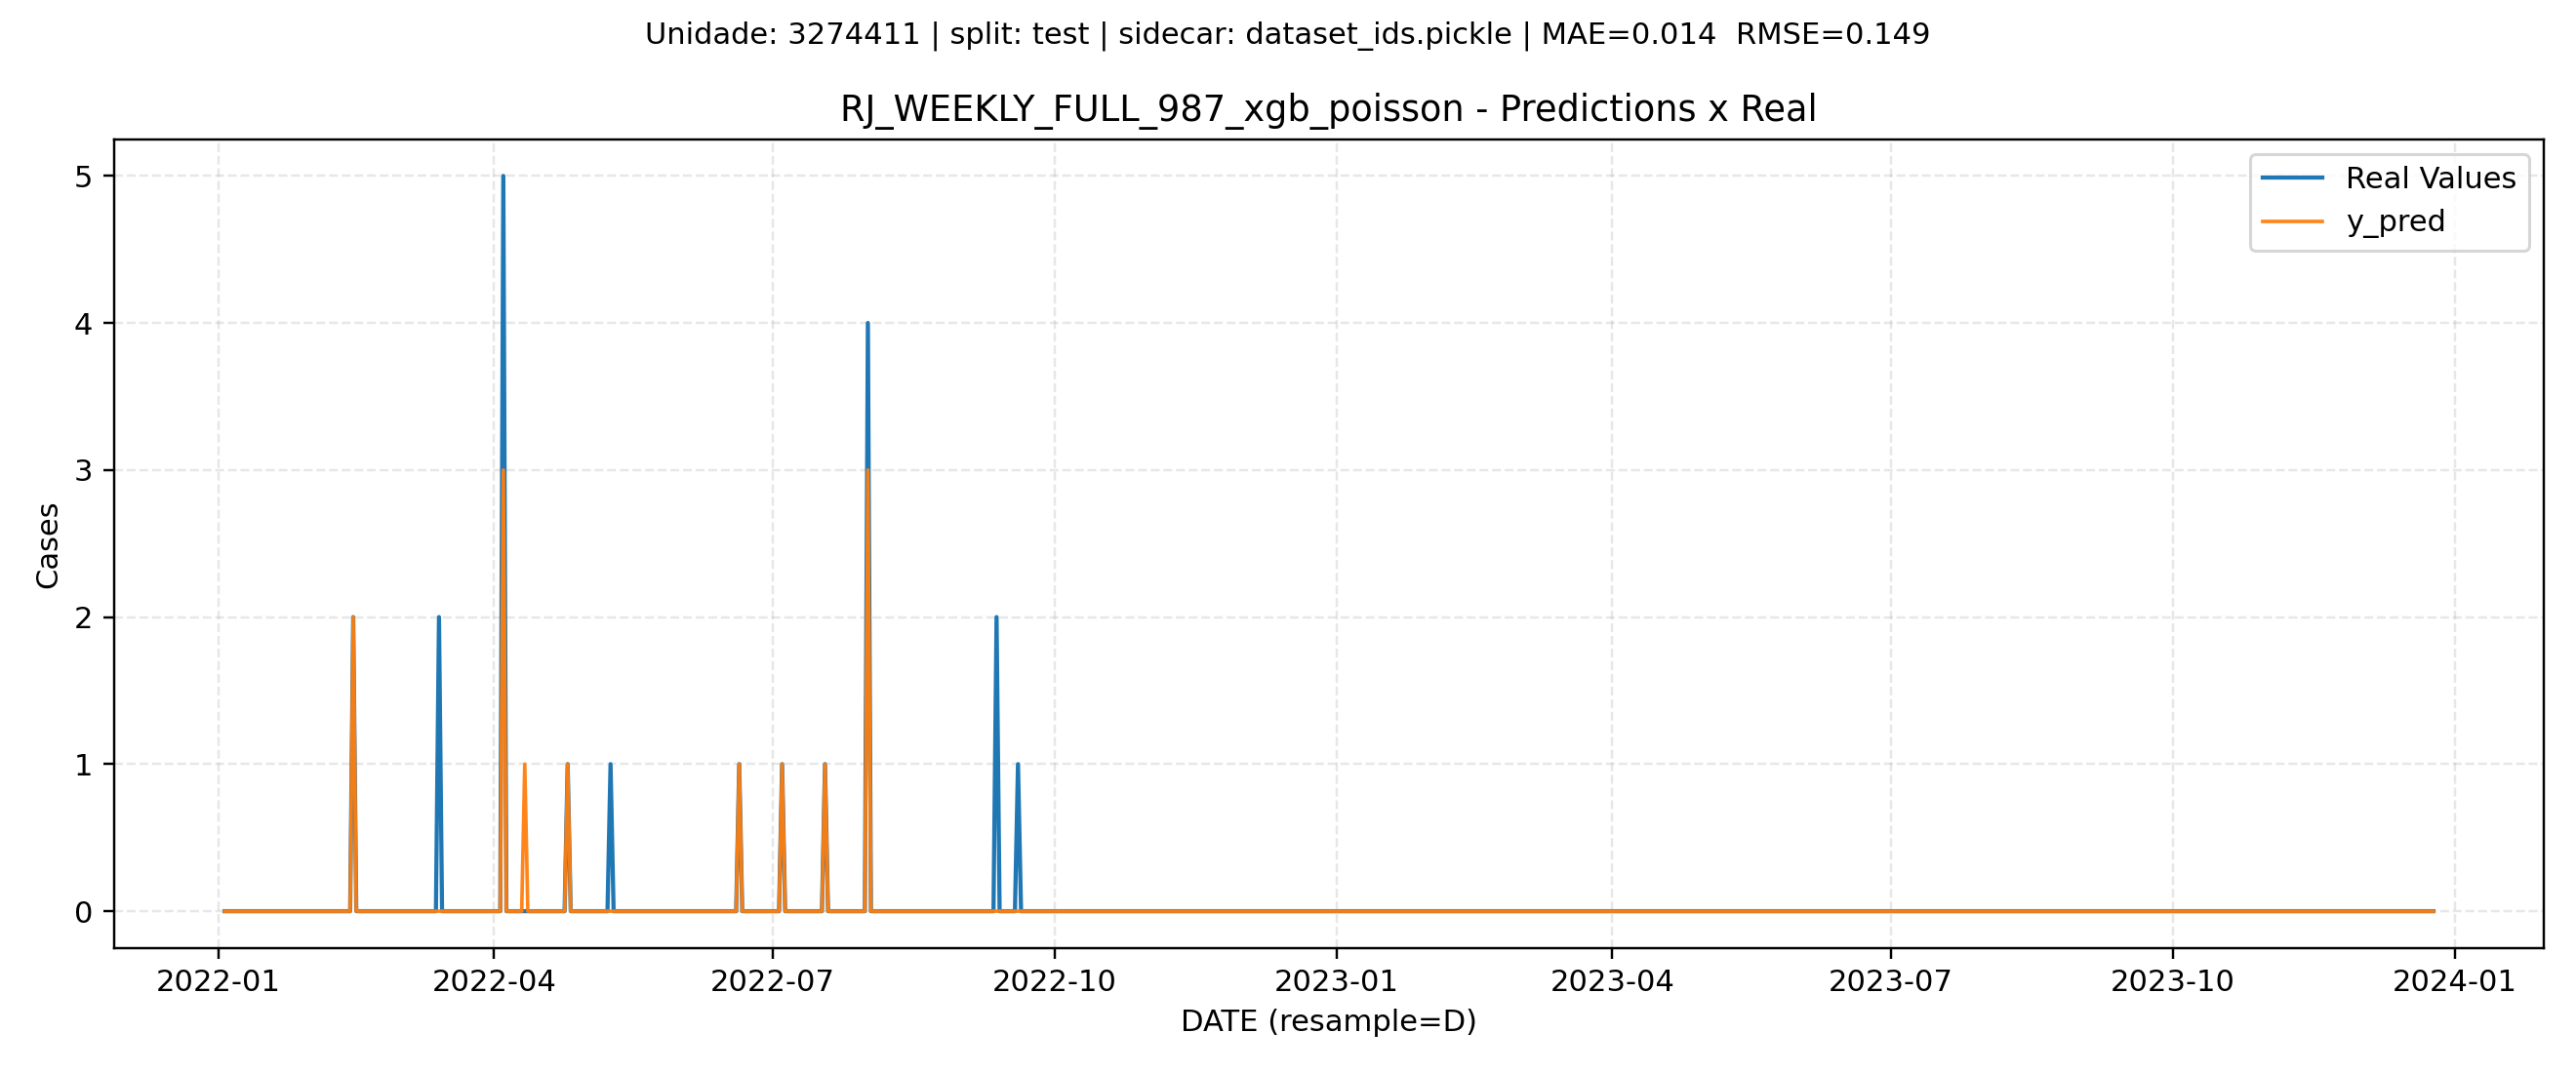 Unidade: 3274411 | split: test | sidecar: dataset_ids.pickle | MAE=0.014  RMSE=0.149
RJ_WEEKLY_FULL_987_xgb_poisson - Predictions x Real
Real Values
y_pred
Cases
5
4
3
2
1
0
2022-01
2022-04
2022-07
2022-10
2023-01
2023-04
2023-07
2023-10
2024-01
DATE (resample=D)